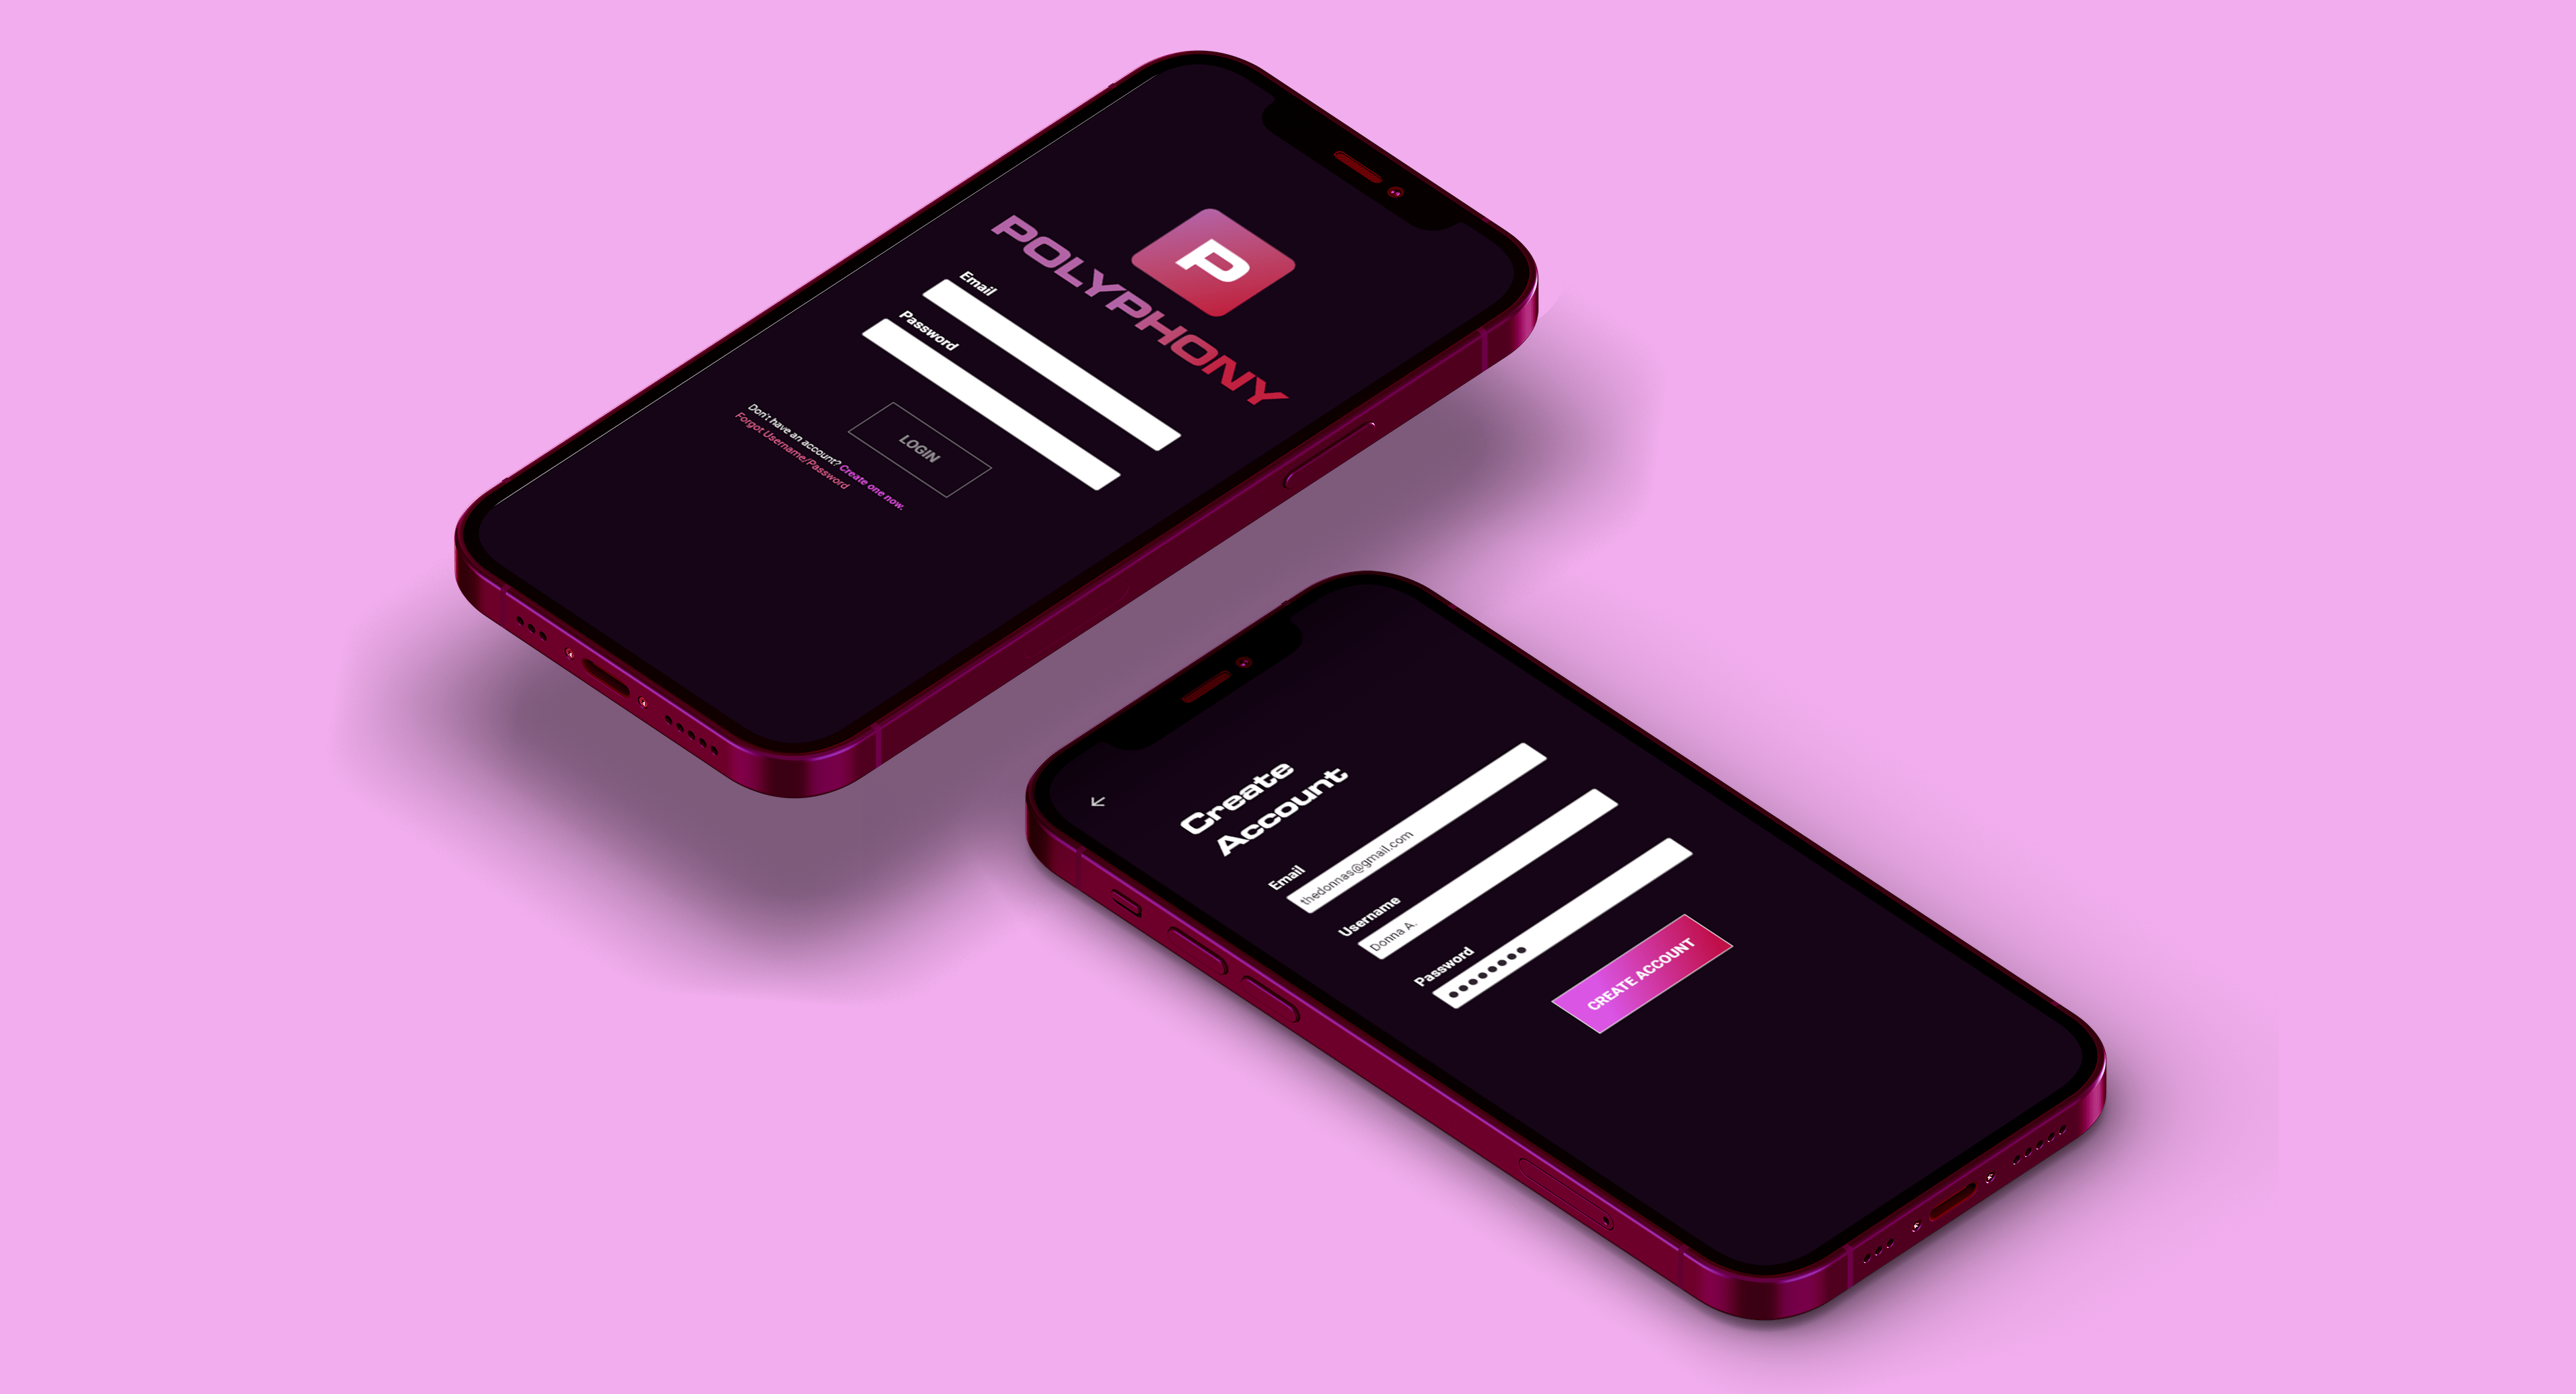 P
POLYPHONY
Email
Password
LOGIN
Don't have an account? Create one now.
Forgot Username/Password
Create
Account
Email
thedonnas@gmail.com
Username
Donna A.
Password
••••••••
CREATE ACCOUNT